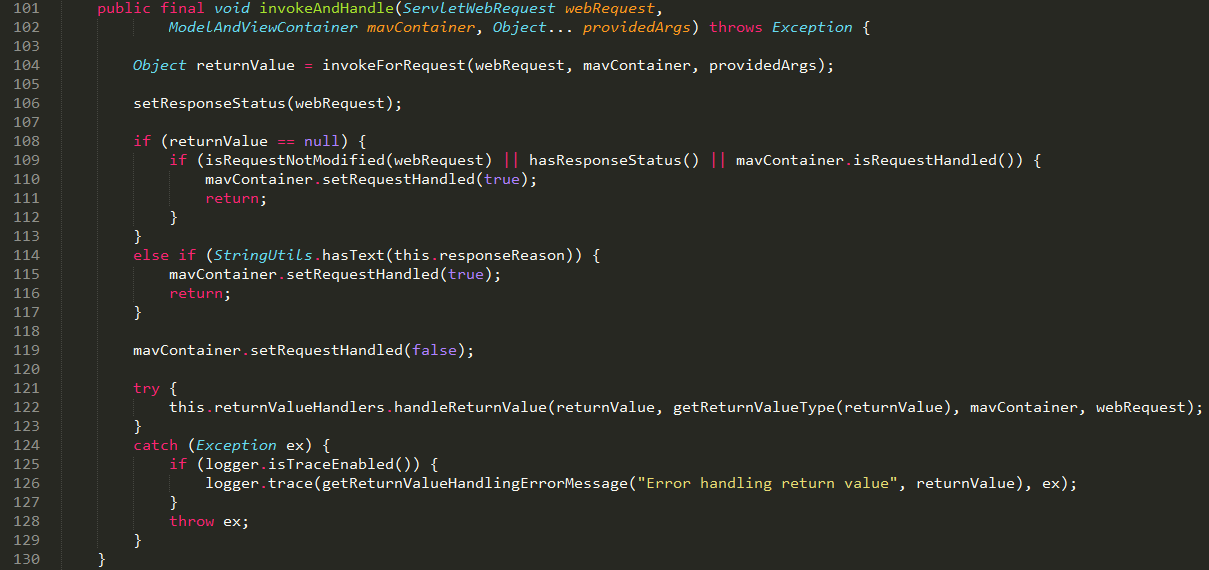 101 public final void invokeAndHandle(ServletWebRequest webRequest,
102 ModelAndViewContainer mavContainer, Object... providedArgs) throws Exception {
103
104 Object returnValue = invokeForRequest(webRequest, mavContainer, providedArgs);
105
106 setResponseStatus(webRequest);
107
108 if (returnValue == null) {
109 if (isRequestNotModified(webRequest) || hasResponseStatus() || mavContainer.isRequestHandled()) {
110 mavContainer.setRequestHandled(true);
111 return;
112 }
113 }
114 else if (StringUtils.hasText(this.responseReason)) {
115 mavContainer.setRequestHandled(true);
116 return;
117 }
118
119 mavContainer.setRequestHandled(false);
120
121 try {
122 this.returnValueHandlers.handleReturnValue(returnValue, getReturnValueType(returnValue), mavContainer, webRequest);
123 }
124 catch (Exception ex) {
125 if (logger.isTraceEnabled()) {
126 logger.trace(getReturnValueHandlingErrorMessage("Error handling return value", returnValue), ex);
127 }
128 throw ex;
129 }
130 }